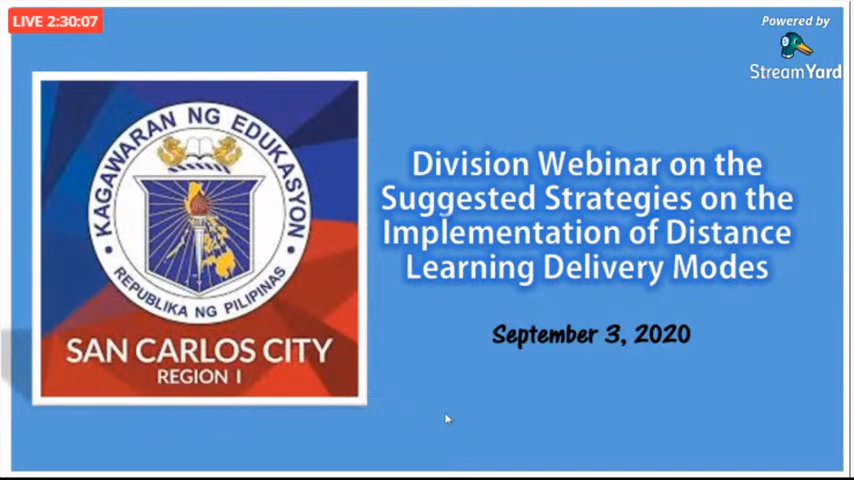 LIVE 2:30:07
Powered by
StreamYard
KAGAWARAN NG EDUKASYON
REPUBLIKA NG PILIPINAS
SAN CARLOS CITY
REGION I
Division Webinar on the
Suggested Strategies on the
Implementation of Distance
Learning Delivery Modes
September 3, 2020